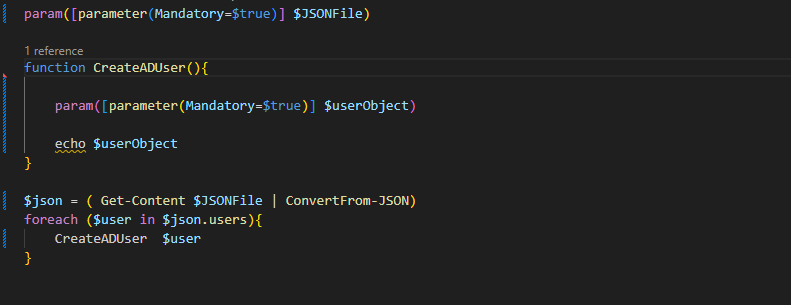 param([parameter(Mandatory=$true)] $JSONFile)
1 reference
function CreateADUser(){
param([parameter(Mandatory=$true)] $userObject)
echo $userObject
}
$json = ( Get-Content $JSONFile | ConvertFrom-JSON)
foreach ($user in $json.users){
CreateADUser  $user
}